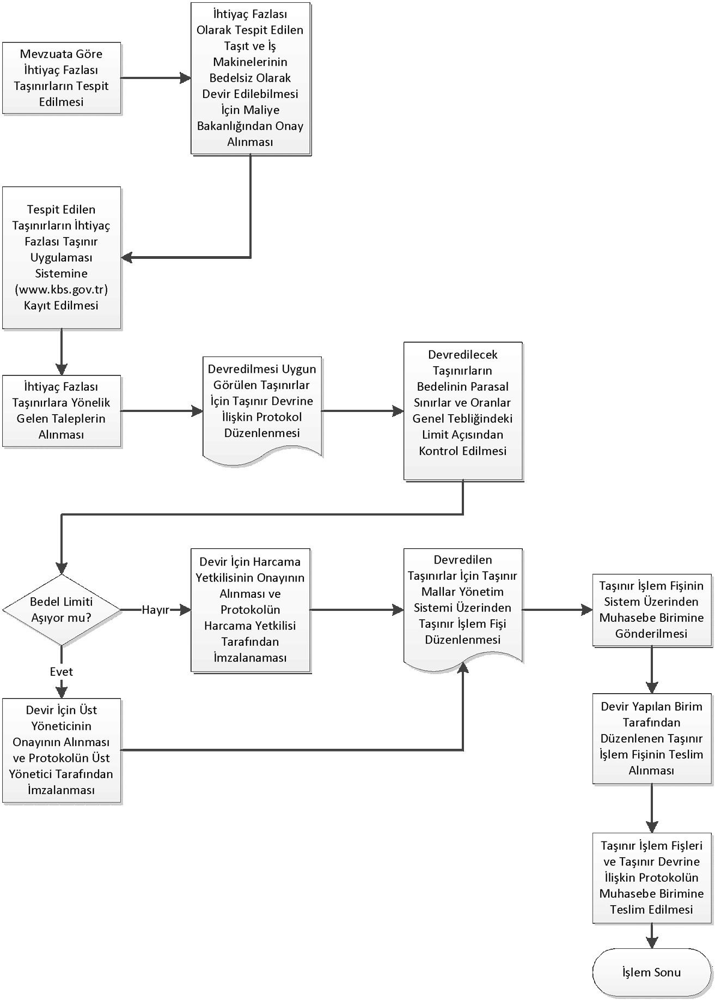 Mevzuata Göre
İhtiyaç Fazlası
Taşınırların Tespit
Edilmesi
İhtiyaç Fazlası
Olarak Tespit Edilen
Taşıt ve İş
Makinelerinin
Bedelsiz Olarak
Devir Edilebilmesi
İçin Maliye
Bakanlığından Onay
Alınması
Tespit Edilen
Taşınırların İhtiyaç
Fazlası Taşınır
Uygulaması
Sistemine
(www.kbs.gov.tr)
Kayıt Edilmesi
İhtiyaç Fazlası
Taşınırlara Yönelik
Gelen Taleplerin
Alınması
Devredilmesi Uygun
Görülen Taşınırlar
İçin Taşınır Devrine
İlişkin Protokol
Düzenlenmesi
Devredilecek
Taşınırların
Bedelinin Parasal
Sınırlar ve Oranlar
Genel Tebliğindeki
Limit Açısından
Kontrol Edilmesi
Bedel Limiti
Aşıyor mu?
Hayır
Evet
Devir İçin Harcama
Yetkilisinin Onayının
Alınması ve
Protokolün
Harcama Yetkilisi
Tarafından
İmzalanaması
Devir İçin Üst
Yöneticinin
Onayının Alınması
ve Protokolün Üst
Yönetici Tarafından
İmzalanması
Devredilen
Taşınırlar İçin Taşınır
Mallar Yönetim
Sistemi Üzerinden
Taşınır İşlem Fişi
Düzenlenmesi
Taşınır İşlem Fişinin
Sistem Üzerinden
Muhasebe Birimine
Gönderilmesi
Devir Yapılan Birim
Tarafından
Düzenlenen Taşınır
İşlem Fişinin Teslim
Alınması
Taşınır İşlem Fişleri
ve Taşınır Devrine
İlişkin Protokolün
Muhasebe Birimine
Teslim Edilmesi
İşlem Sonu